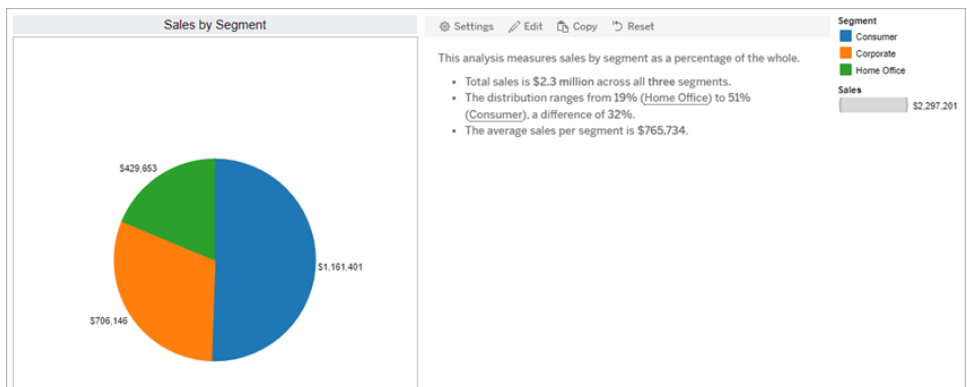 Sales by Segment
$429,653
$1,161,401
$706,146
Settings Edit Copy Reset
This analysis measures sales by segment as a percentage of the whole.
• Total sales is $2.3 million across all three segments.
• The distribution ranges from 19% (Home Office) to 51%
(Consumer), a difference of 32%.
• The average sales per segment is $765,734.
Segment
Consumer
Corporate
Home Office
Sales
$2,297,201